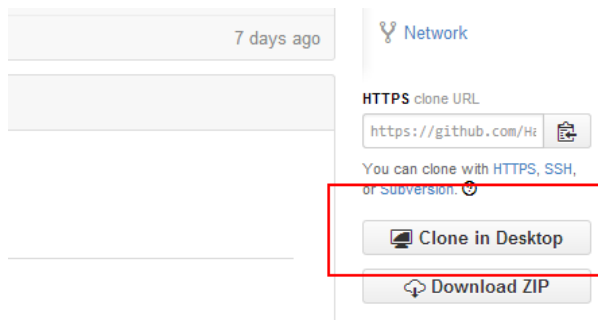 7 days ago
Network
HTTPS clone URL
https://github.com/Ha
You can clone with HTTPS, SSH,
or Subversion.
Clone in Desktop
Download ZIP